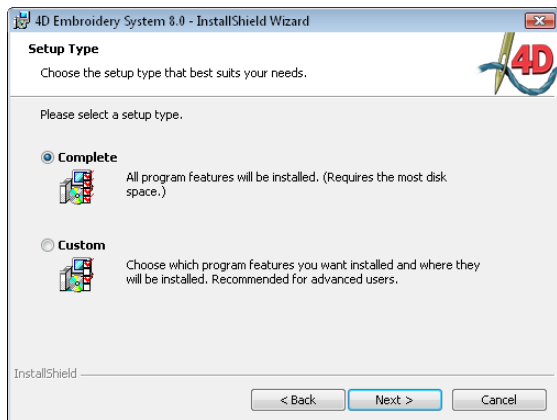 4D Embroidery System 8.0 - InstallShield Wizard
Setup Type
Choose the setup type that best suits your needs.
4D
Please select a setup type.
Complete
All program features will be installed. (Requires the most disk
space.)
Custom
Choose which program features you want installed and where they
will be installed. Recommended for advanced users.
InstallShield
< Back
Next >
Cancel